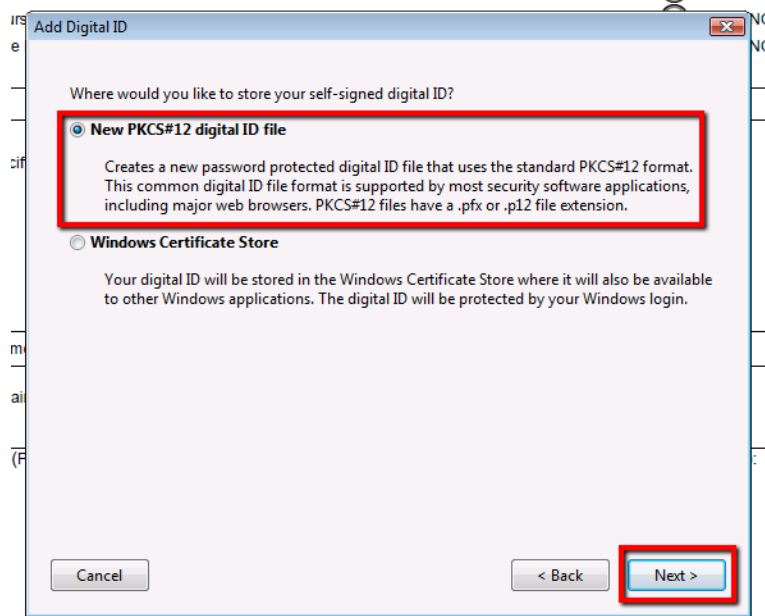 Add Digital ID
Where would you like to store your self-signed digital ID?
New PKCS#12 digital ID file
Creates a new password protected digital ID file that uses the standard PKCS#12 format.
This common digital ID file format is supported by most security software applications,
including major web browsers. PKCS#12 files have a .pfx or .p12 file extension.
Windows Certificate Store
Your digital ID will be stored in the Windows Certificate Store where it will also be available
to other Windows applications. The digital ID will be protected by your Windows login.
Cancel
< Back
Next >